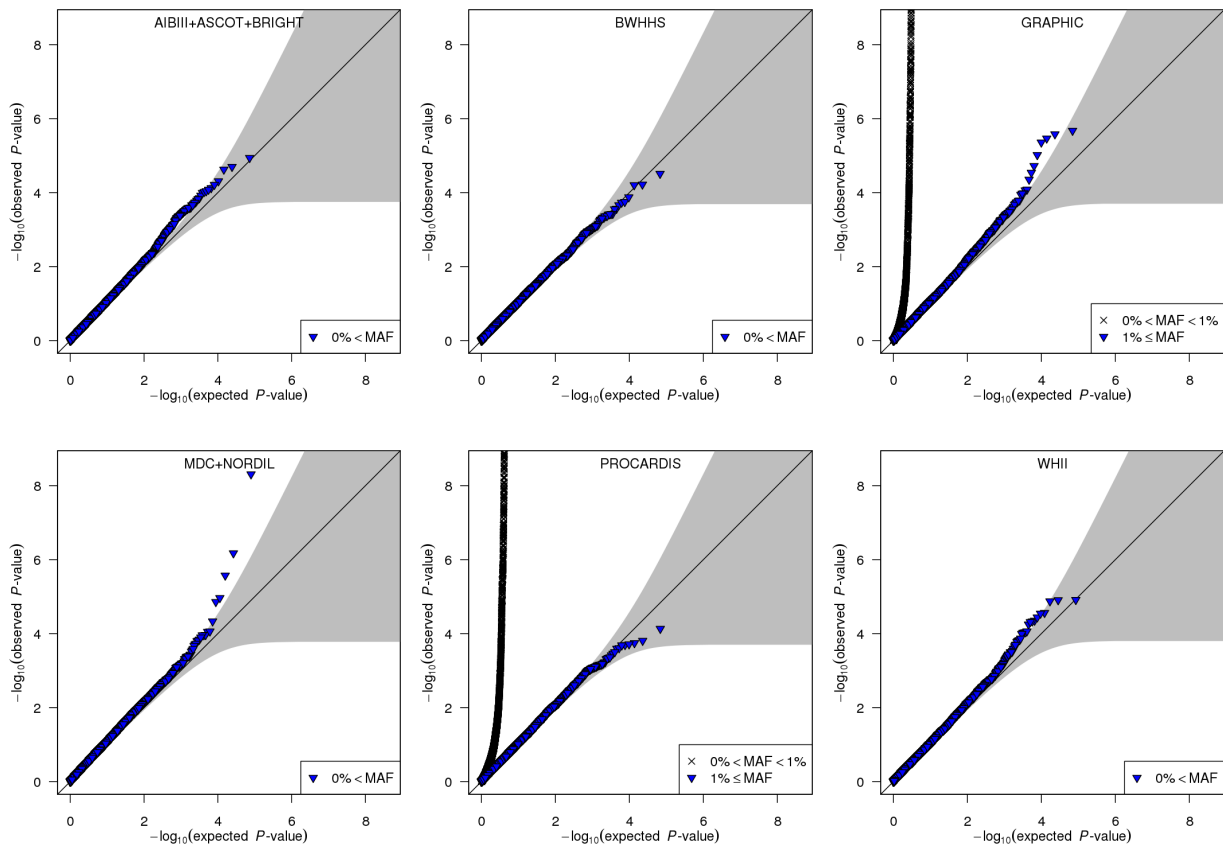 AIBIII+ASCOT+BRIGHT
8
6
4
2
0
−log10(observed P-value)
0% < MAF
0 2 4 6 8
−log10(expected P-value)
BWHHS
8
6
4
2
0
−log10(observed P-value)
0% < MAF
0 2 4 6 8
−log10(expected P-value)
GRAPHIC
8
6
4
2
0
−log10(observed P-value)
0% < MAF < 1%
1% ≤ MAF
0 2 4 6 8
−log10(expected P-value)
MDC+NORDIL
8
6
4
2
0
−log10(observed P-value)
0% < MAF
0 2 4 6 8
−log10(expected P-value)
PROCARDIS
8
6
4
2
0
−log10(observed P-value)
0% < MAF < 1%
1% ≤ MAF
0 2 4 6 8
−log10(expected P-value)
WHII
8
6
4
2
0
−log10(observed P-value)
0% < MAF
0 2 4 6 8
−log10(expected P-value)